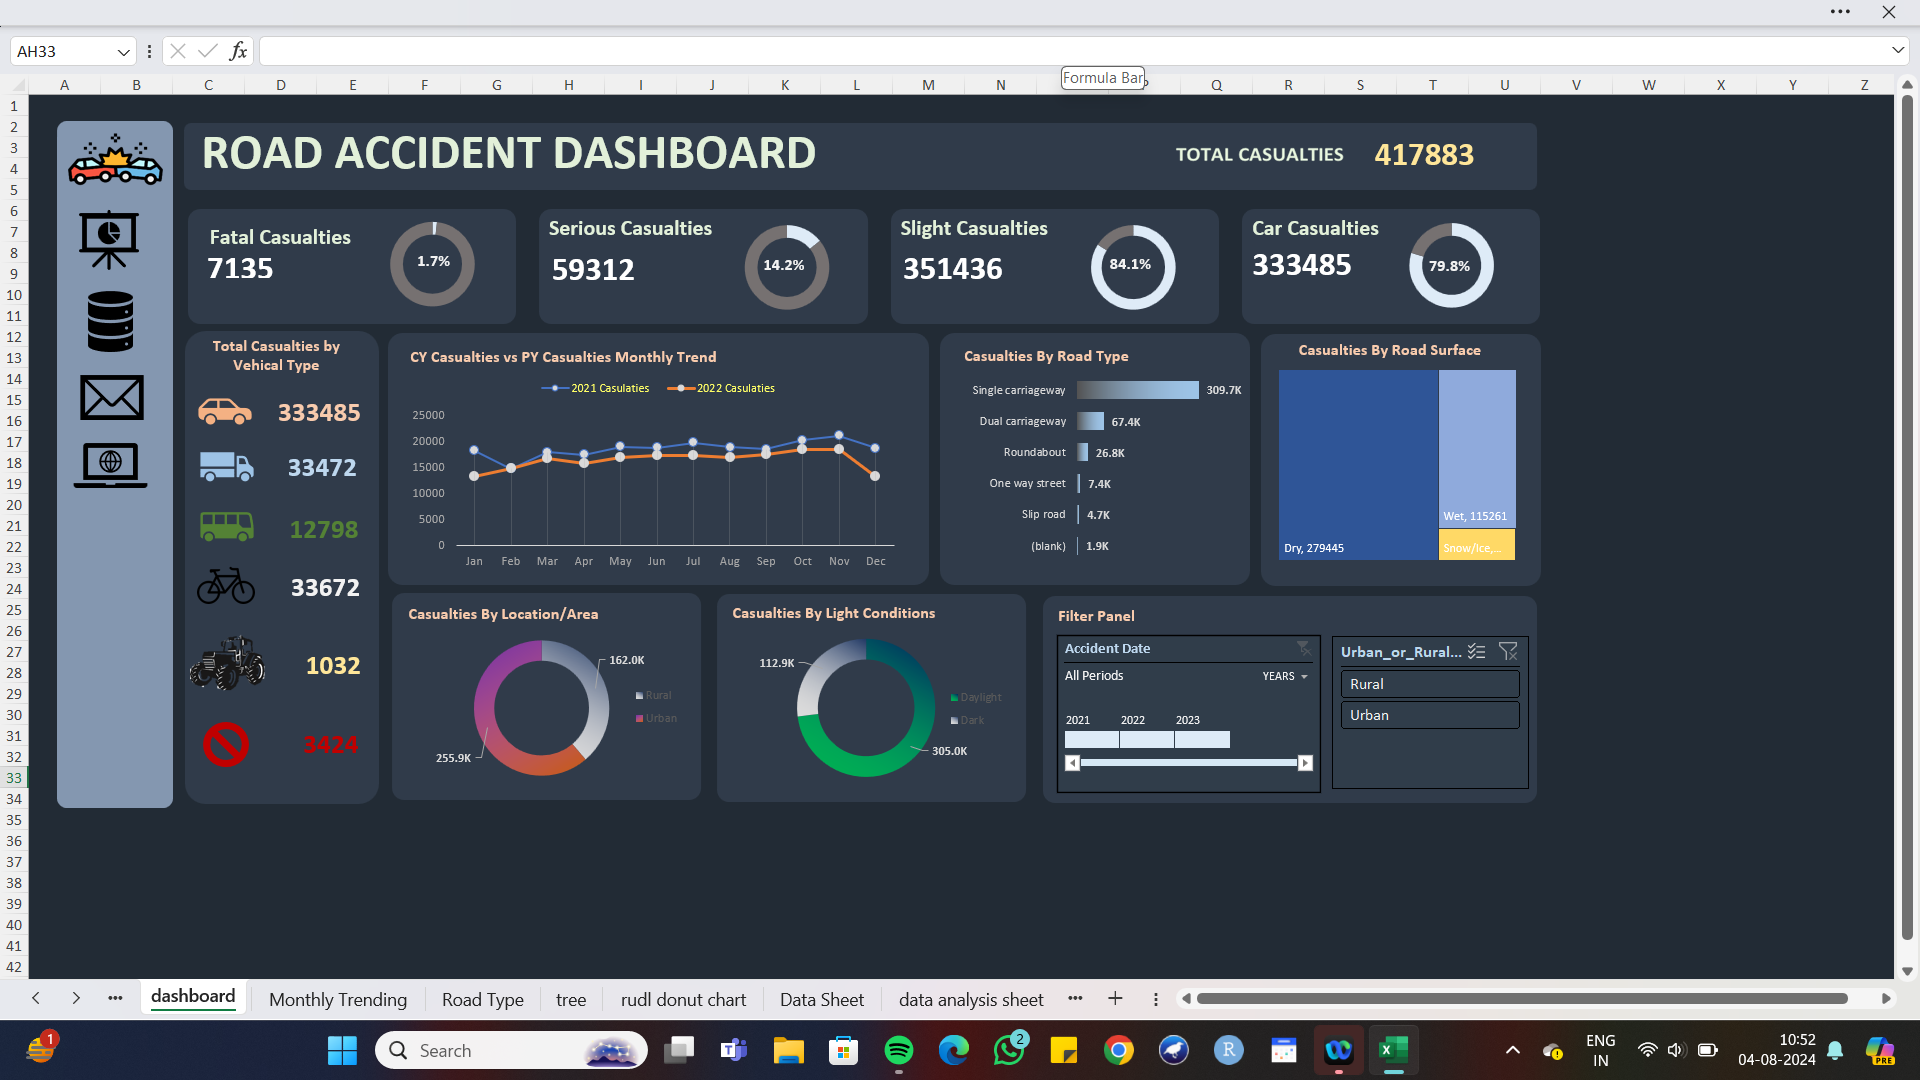 AH33
fx
Formula Bar
A B C D E F G H I J K L M N P Q R S T U V W X Y Z
1
2
3
4
5
6
7
8
9
10
11
12
13
14
15
16
17
18
19
20
21
22
23
24
25
26
27
28
29
30
31
32
33
34
35
36
37
38
39
40
41
42
ROAD ACCIDENT DASHBOARD
TOTAL CASUALTIES 417883
Fatal Casualties
7135
1.7%
Serious Casualties
59312
14.2%
Slight Casualties
351436
84.1%
Car Casualties
333485
79.8%
Total Casualties by
Vehical Type
333485
33472
12798
33672
1032
3424
CY Casualties vs PY Casualties Monthly Trend
2021 Casulaties 2022 Casulaties
25000
20000
15000
10000
5000
0
Jan Feb Mar Apr May Jun Jul Aug Sep Oct Nov Dec
Casualties By Road Type
Single carriageway 309.7K
Dual carriageway 67.4K
Roundabout 26.8K
One way street 7.4K
Slip road 4.7K
(blank) 1.9K
Casualties By Road Surface
Dry, 279445
Wet, 115261
Snow/Ice,...
Casualties By Location/Area
162.0K
255.9K
Rural
Urban
Casualties By Light Conditions
112.9K
305.0K
Daylight
Dark
Filter Panel
Accident Date
All Periods YEARS
2021 2022 2023
Urban_or_Rural...
Rural
Urban
dashboard Monthly Trending Road Type tree rudl donut chart Data Sheet data analysis sheet
1
Search
2
R
ENG
IN
10:52
04-08-2024
PRE